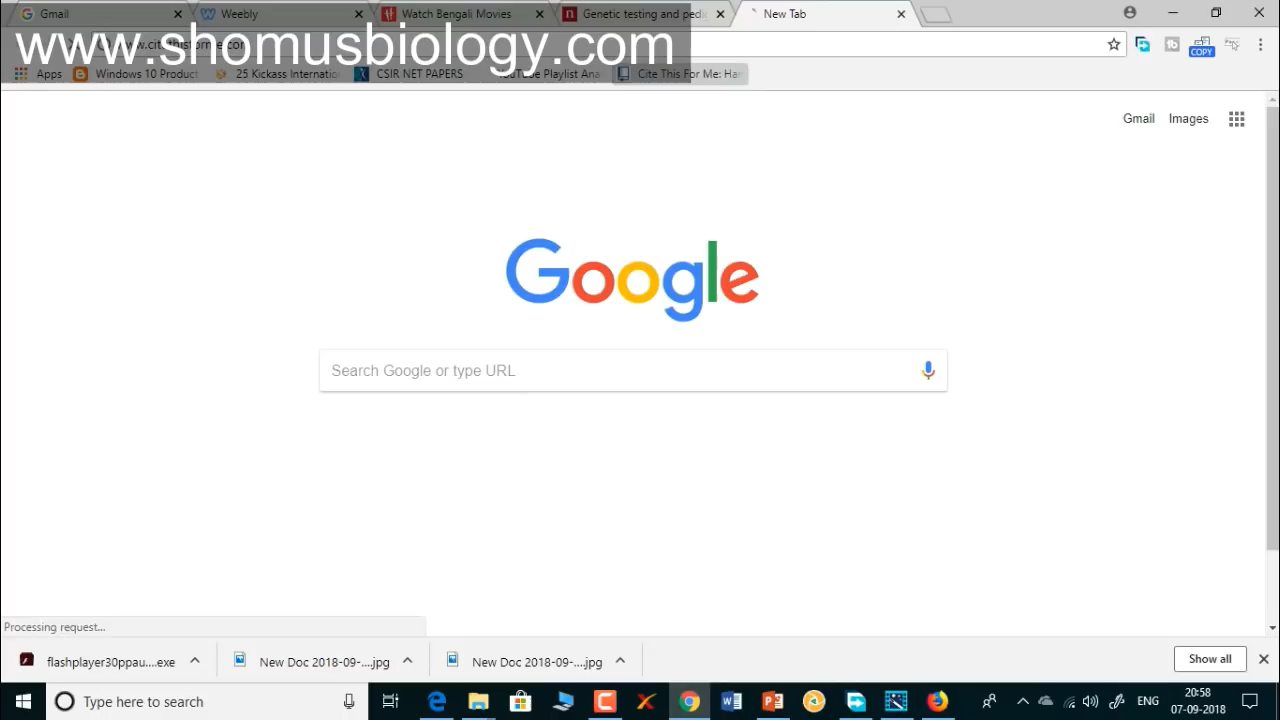 Gmail
Weebly
Watch Bengali Movies
Genetic testing and pedi
New Tab
www.shomusbiology.com
COPY
Apps
Windows 10 Product
25 Kickass Internatio
CSIR NET PAPERS
YouTube Playlist Ana
Cite This For Me: Har
Gmail
Images
Google
Search Google or type URL
Processing request...
flashplayer30ppau....exe
New Doc 2018-09-....jpg
New Doc 2018-09-....jpg
Show all
Type here to search
ENG
20:58
07-09-2018